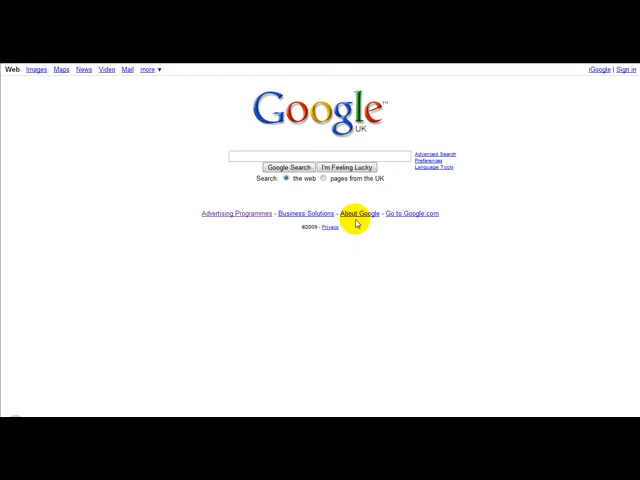 Web Images Maps News Video Mail more ▼ iGoogle | Sign in
Google™
UK
Advanced Search
Preferences
Language Tools
Google Search I'm Feeling Lucky
Search: the web pages from the UK
Advertising Programmes - Business Solutions - About Google - Go to Google.com
©2009 - Privacy